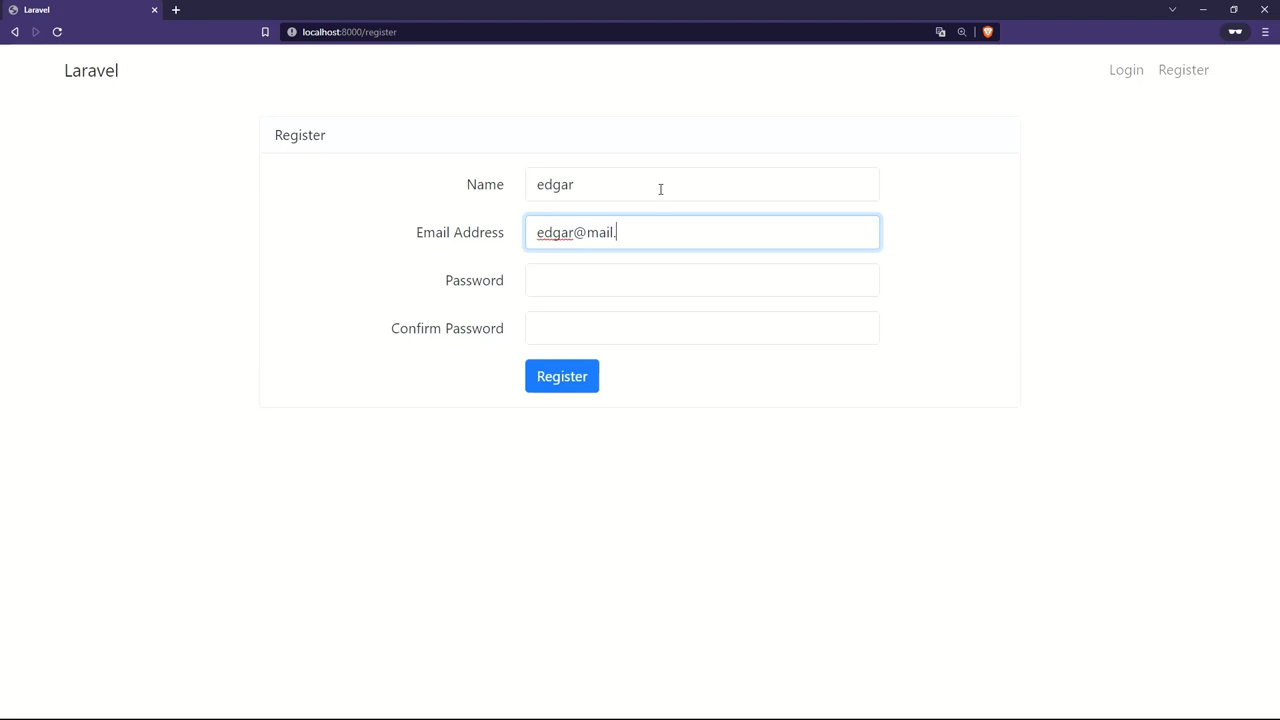 Laravel
localhost:8000/register
Laravel
Login Register
Register
Name edgar
Email Address edgar@mail.
Password
Confirm Password
Register